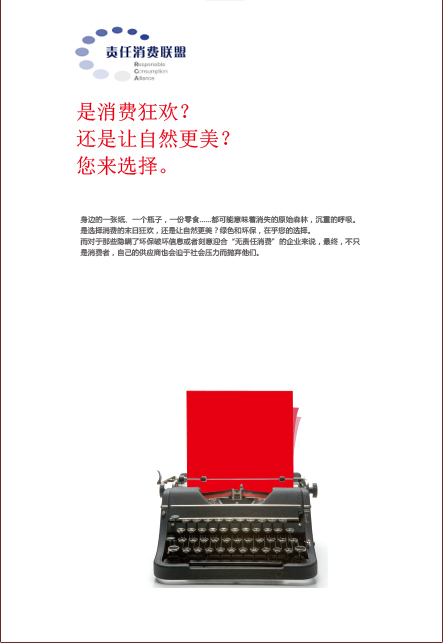 责任消费联盟
Responsible
Consumption
Alliance
是消费狂欢？
还是让自然更美？
您来选择。
身边的一张纸、一个瓶子，一份零食……都可能意味着消失的原始森林，沉重的呼吸。
是选择消费的末日狂欢，还是让自然更美？绿色和环保，在乎您的选择。
而对于那些隐瞒了环保破坏信息或者刻意迎合“无责任消费”的企业来说，最终，不只
是消费者，自己的供应商也会迫于社会压力而抛弃他们。